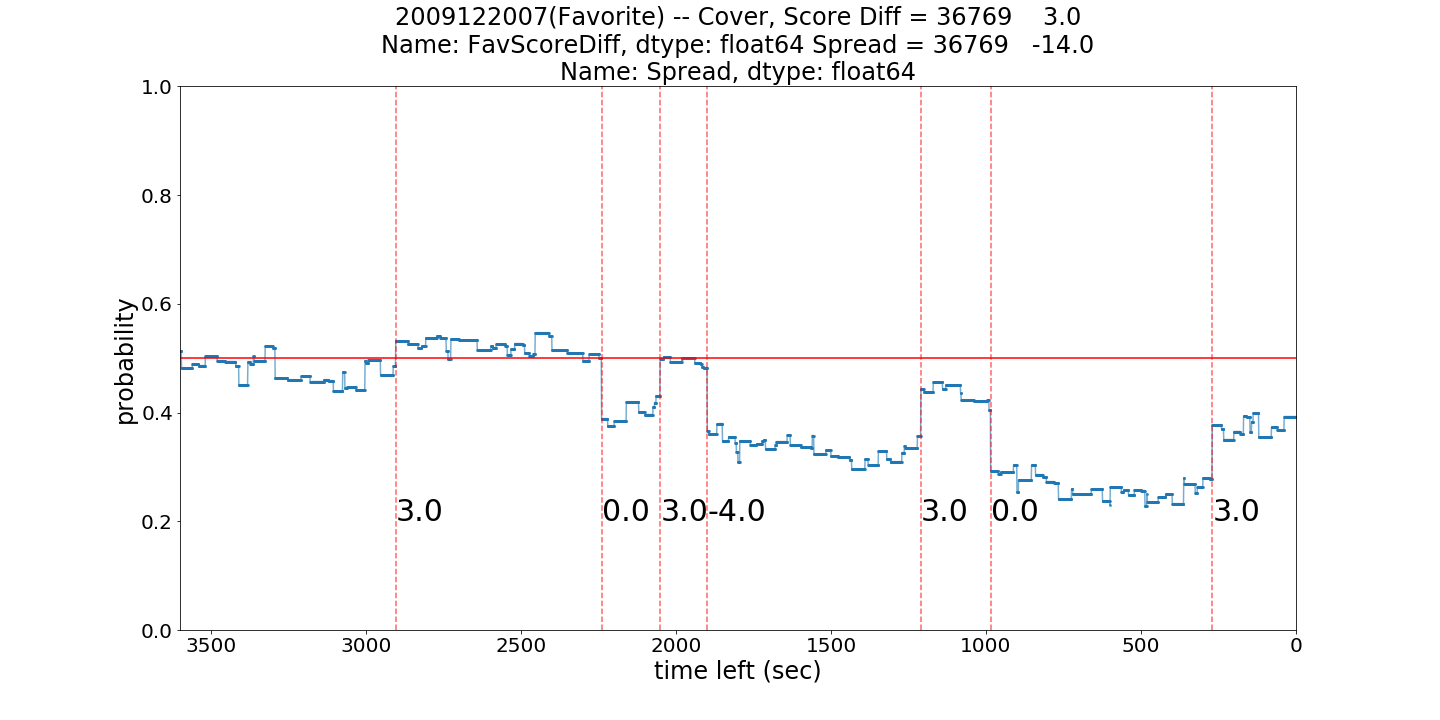 2009122007(Favorite) -- Cover, Score Diff = 36769    3.0
Name: FavScoreDiff, dtype: float64 Spread = 36769   -14.0
Name: Spread, dtype: float64
probability
1.0
0.8
0.6
0.4
0.2
0.0
3.0 0.0 3.0 -4.0 3.0 0.0 3.0
3500 3000 2500 2000 1500 1000 500 0
time left (sec)